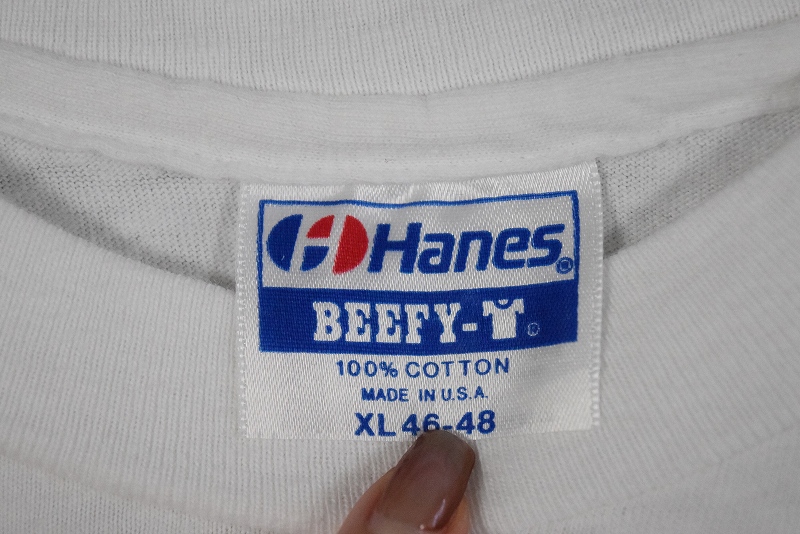 Hanes®
BEEFY-T®
100% COTTON
MADE IN U.S.A.
XL 46-48